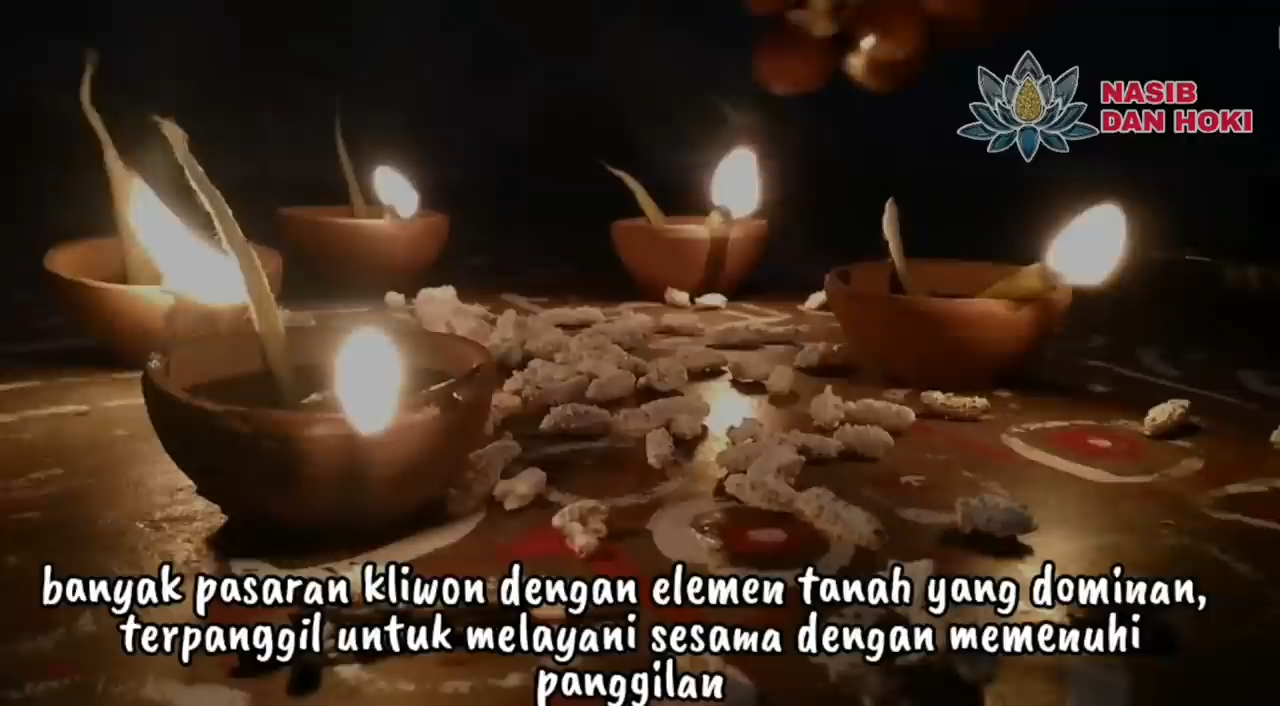 NASIB
DAN HOKI
banyak pasaran kliwon dengan elemen tanah yang dominan,
terpanggil untuk melayani sesama dengan memenuhi
panggilan